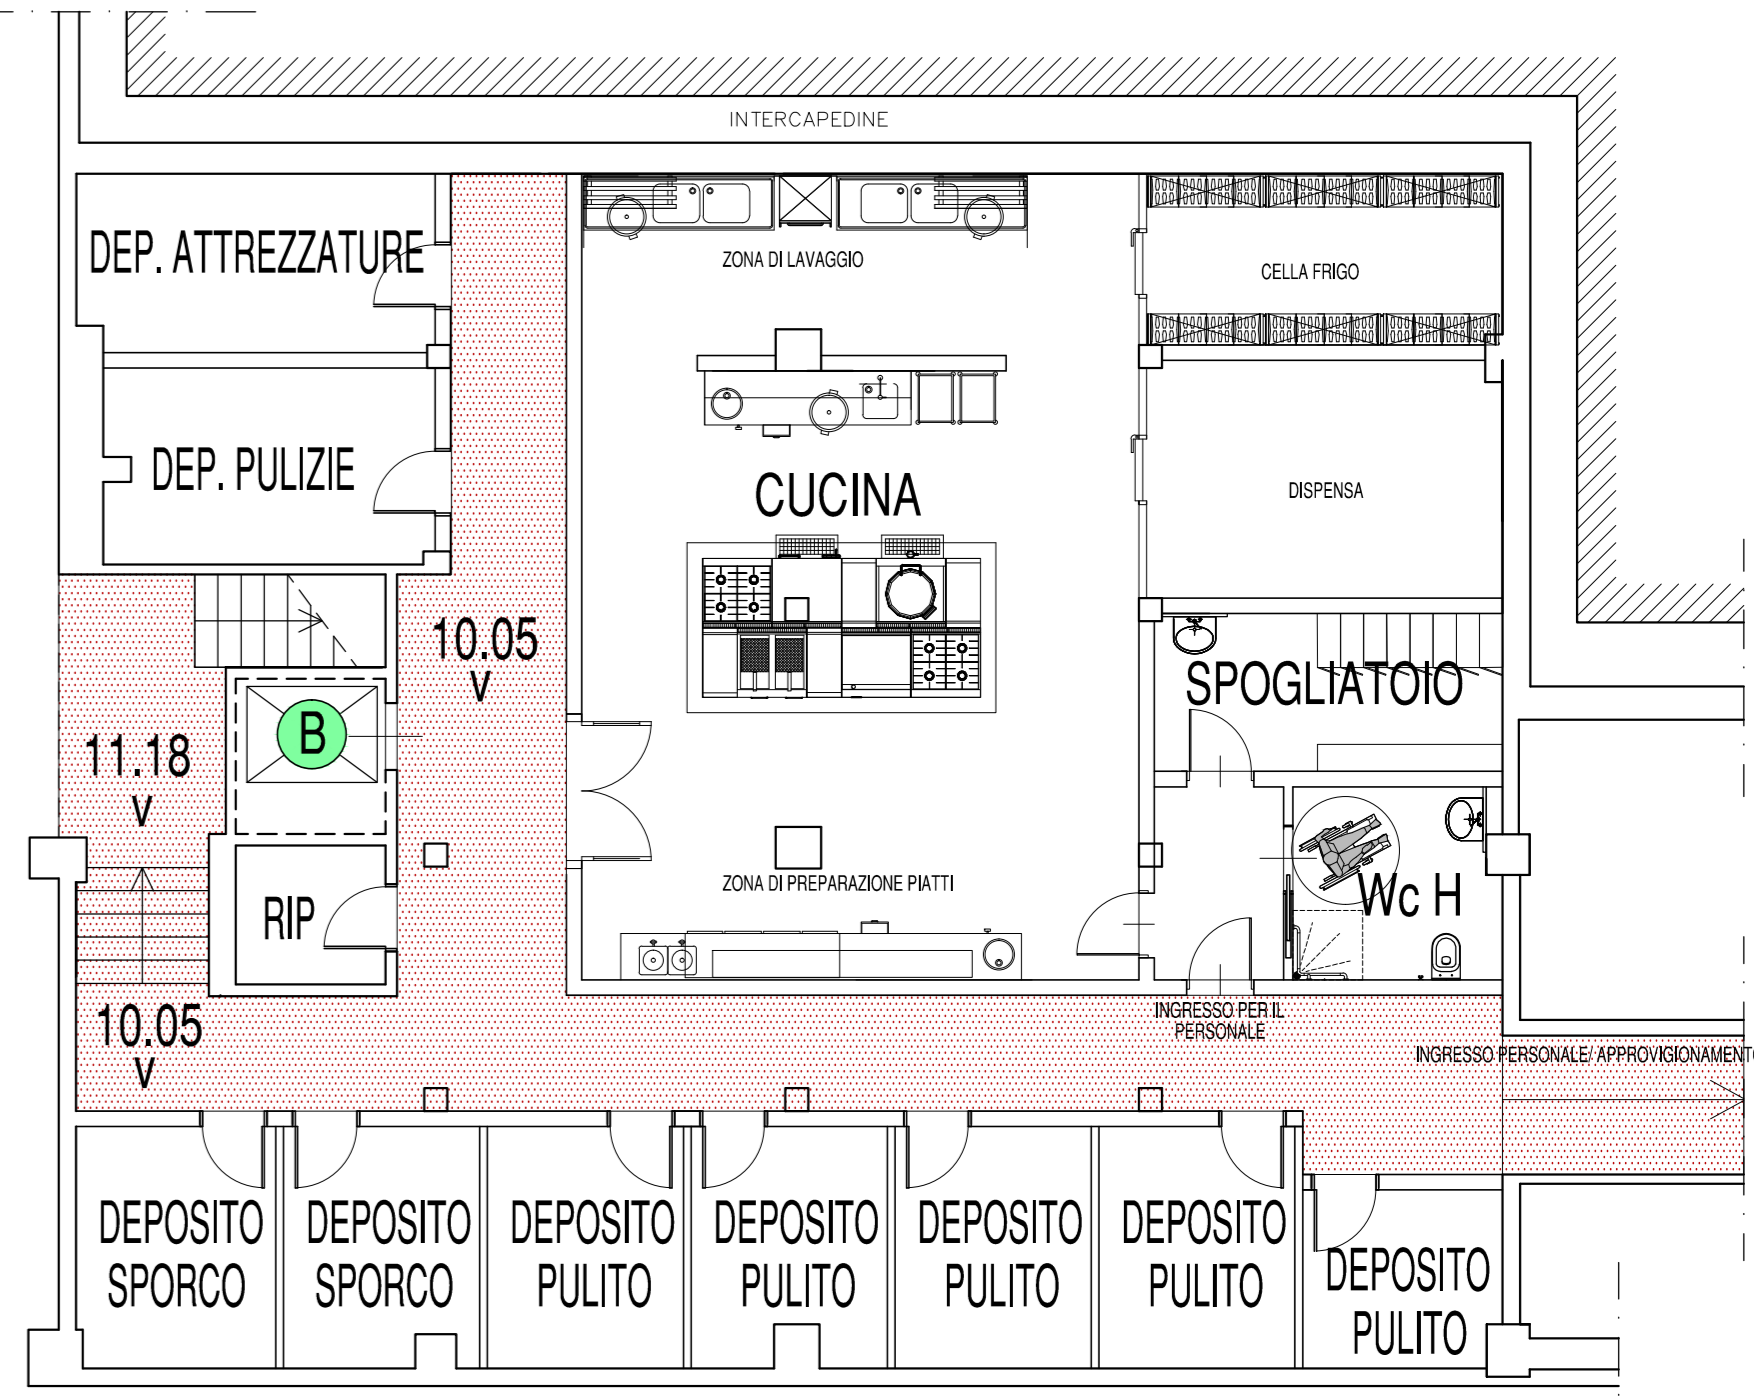 INTERCAPEDINE
DEP. ATTREZZATURE
ZONA DI LAVAGGIO
CELLA FRIGO
DEP. PULIZIE
CUCINA
DISPENSA
10.05
V
SPOGLIATOIO
B
11.18
V
ZONA DI PREPARAZIONE PIATTI
Wc H
RIP
10.05
V
INGRESSO PER IL
PERSONALE
INGRESSO PERSONALE/ APPROVIGIONAMENTO
DEPOSITO
SPORCO
DEPOSITO
SPORCO
DEPOSITO
PULITO
DEPOSITO
PULITO
DEPOSITO
PULITO
DEPOSITO
PULITO
DEPOSITO
PULITO